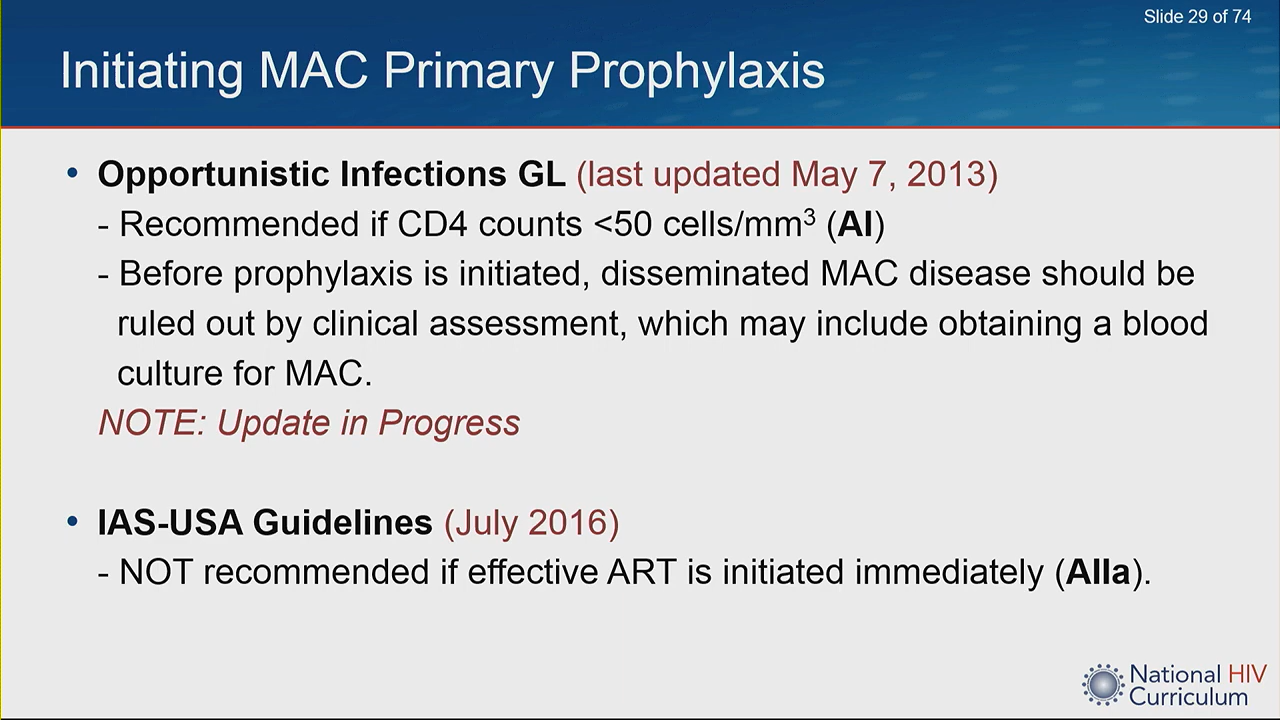 Slide 29 of 74
Initiating MAC Primary Prophylaxis
• Opportunistic Infections GL (last updated May 7, 2013)
- Recommended if CD4 counts <50 cells/mm³ (AI)
- Before prophylaxis is initiated, disseminated MAC disease should be
ruled out by clinical assessment, which may include obtaining a blood
culture for MAC.
NOTE: Update in Progress
• IAS-USA Guidelines (July 2016)
- NOT recommended if effective ART is initiated immediately (AIIa).
National HIV
Curriculum